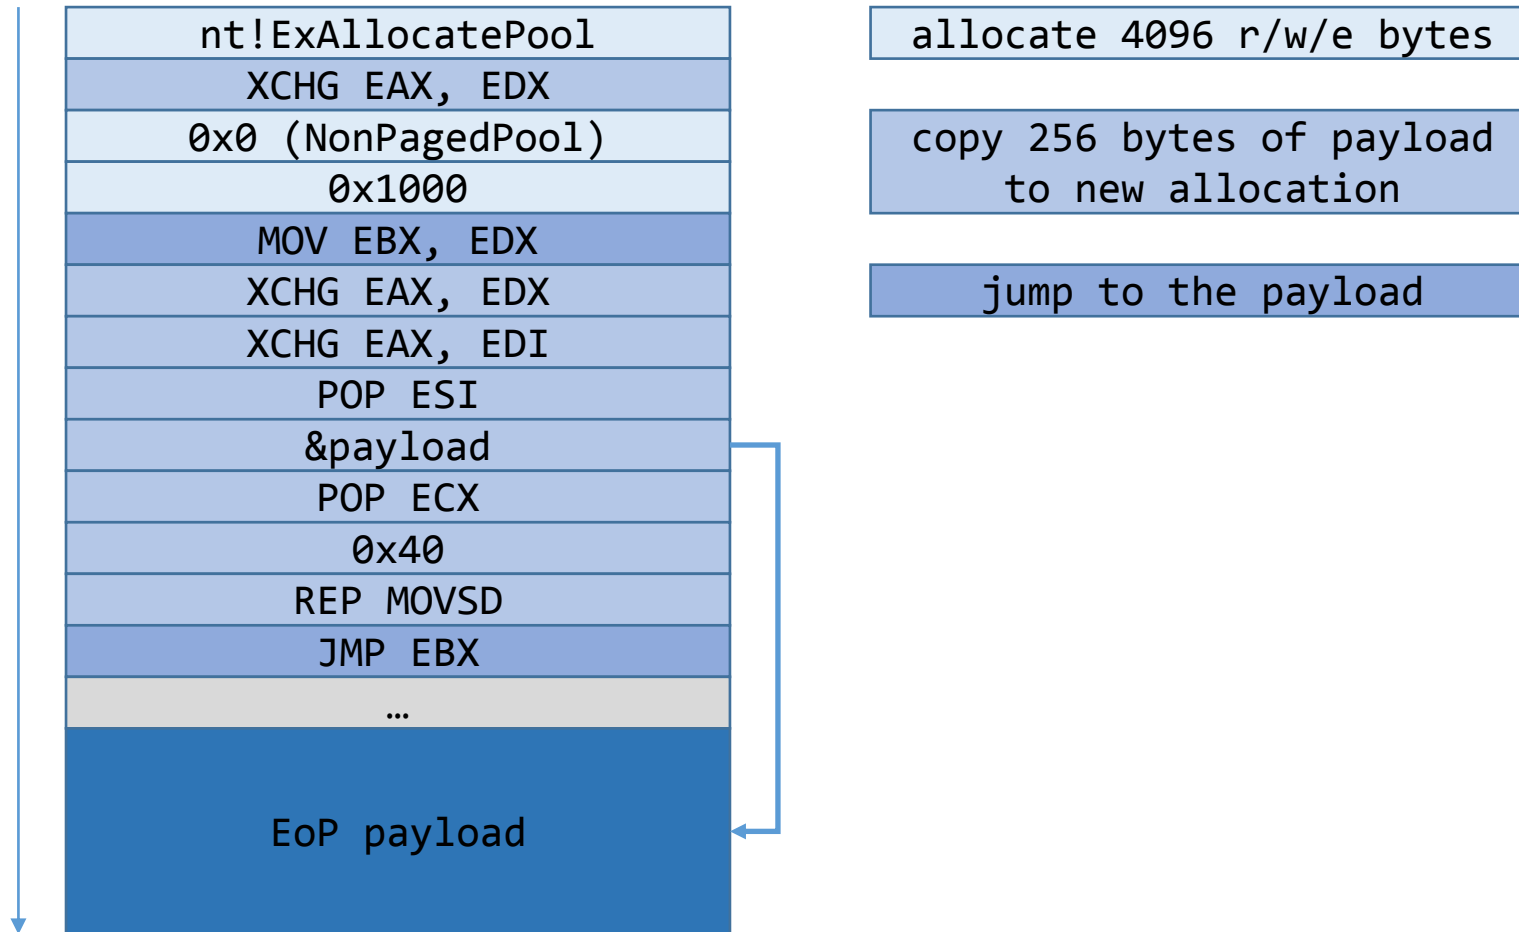 nt!ExAllocatePool
XCHG EAX, EDX
0x0 (NonPagedPool)
0x1000
MOV EBX, EDX
XCHG EAX, EDX
XCHG EAX, EDI
POP ESI
&payload
POP ECX
0x40
REP MOVSD
JMP EBX
…
EoP payload
allocate 4096 r/w/e bytes
copy 256 bytes of payload
to new allocation
jump to the payload